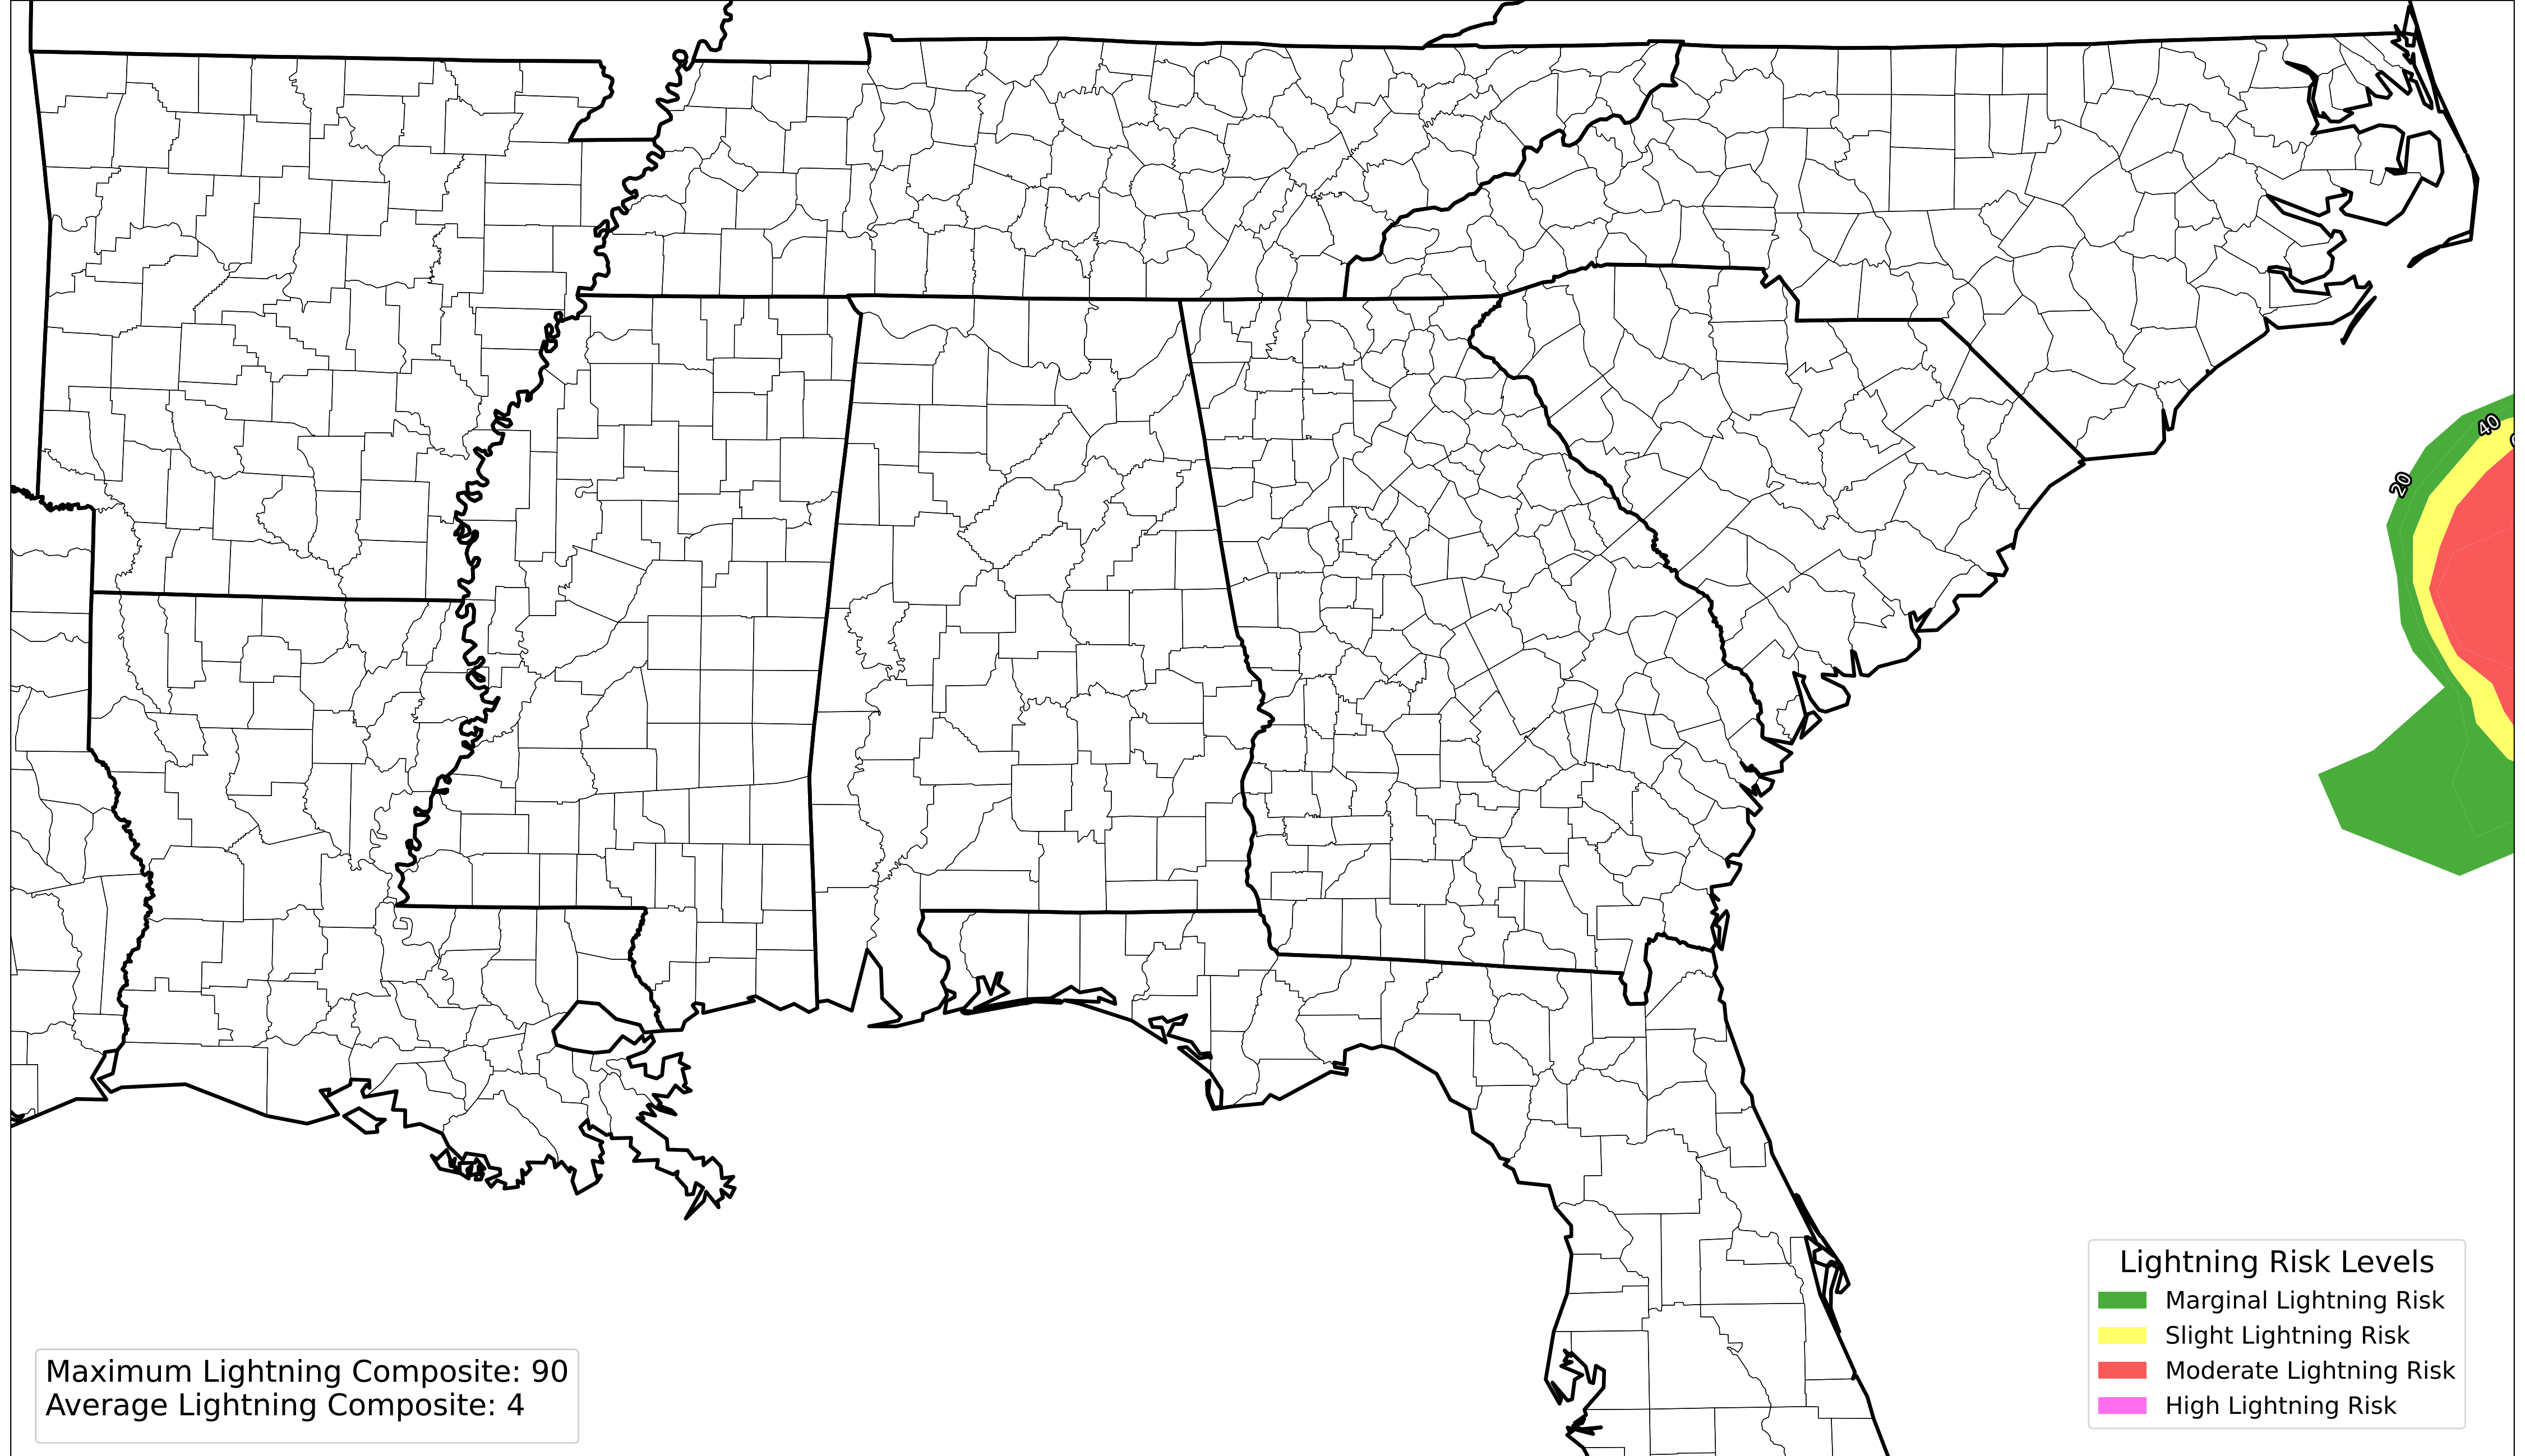 40
20
Lightning Risk Levels
Marginal Lightning Risk
Slight Lightning Risk
Moderate Lightning Risk
High Lightning Risk
Maximum Lightning Composite: 90
Average Lightning Composite: 4